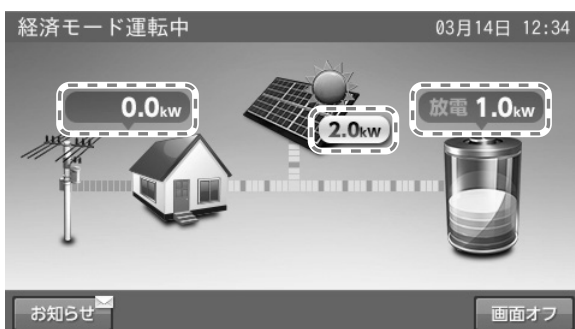 経済モード運転中 03月14日 12:34
0.0kw
2.0kw
放電 1.0kw
お知らせ 画面オフ